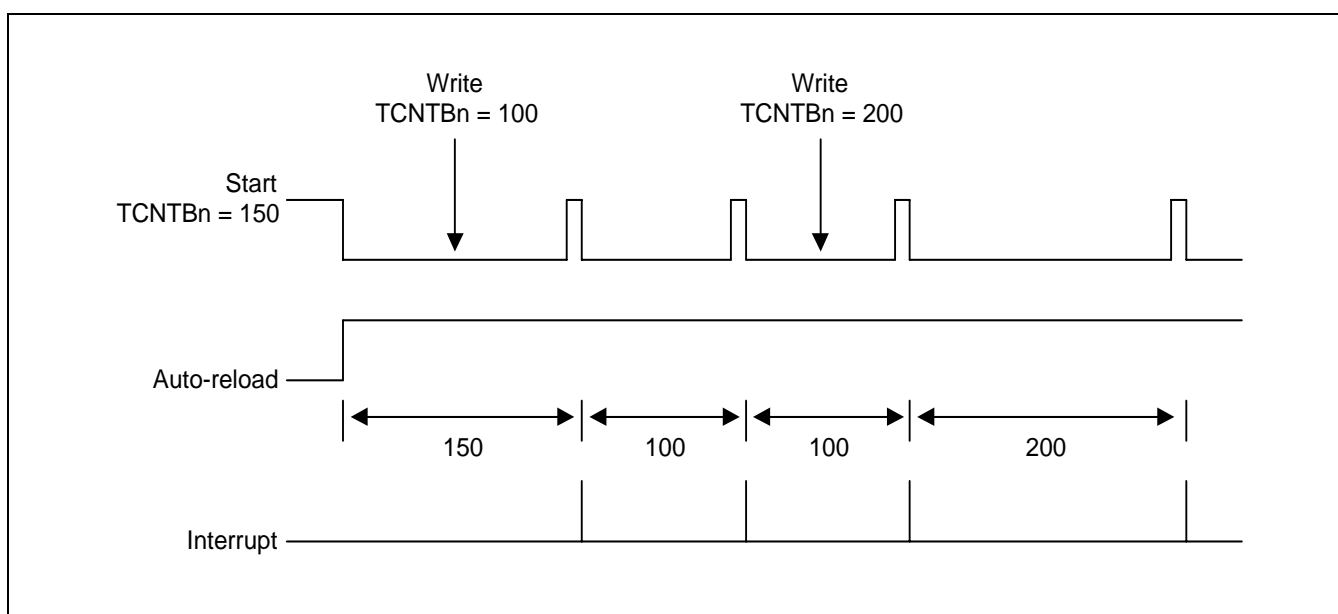 Write
TCNTBn = 100
Write
TCNTBn = 200
Start
TCNTBn = 150
Auto-reload
150
100
100
200
Interrupt